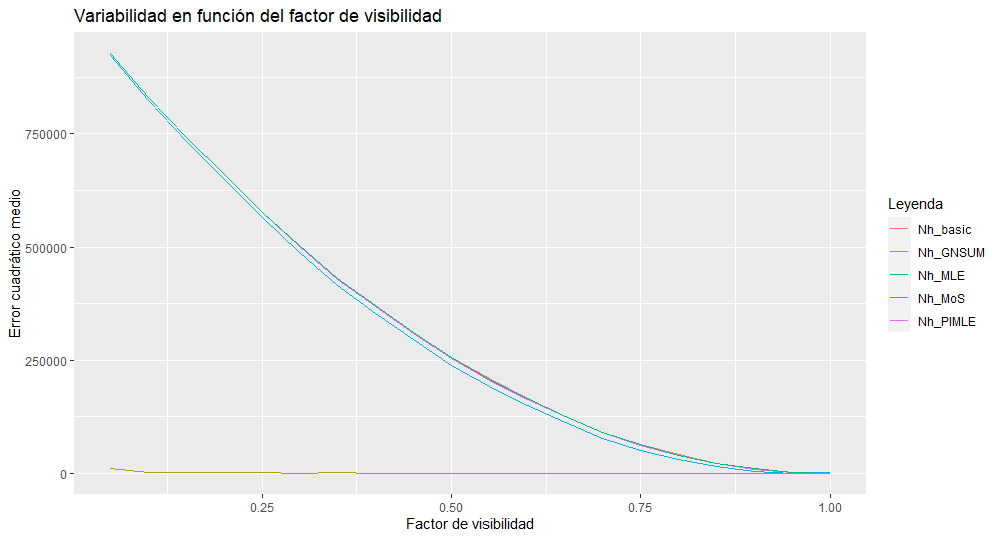 Variabilidad en función del factor de visibilidad
Error cuadrático medio
750000
500000
250000
0
0.25
0.50
0.75
1.00
Factor de visibilidad
Leyenda
Nh_basic
Nh_GNSUM
Nh_MLE
Nh_MoS
Nh_PIMLE